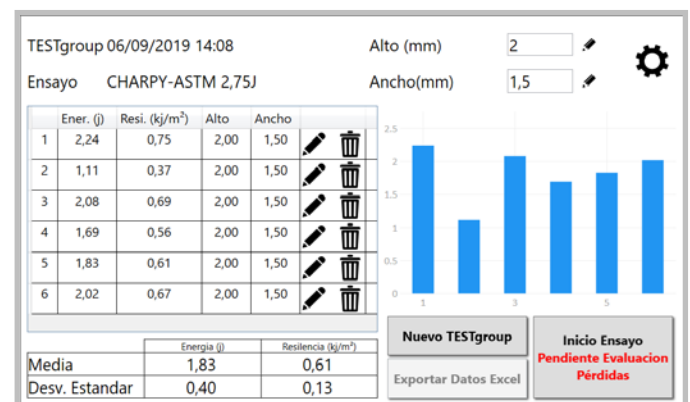 TESTgroup 06/09/2019 14:08
Alto (mm) 2
Ensayo CHARPY-ASTM 2,75J
Ancho(mm) 1,5
Ener. (j) Resi. (kj/m²) Alto Ancho
1 2,24 0,75 2,00 1,50
2 1,11 0,37 2,00 1,50
3 2,08 0,69 2,00 1,50
4 1,69 0,56 2,00 1,50
5 1,83 0,61 2,00 1,50
6 2,02 0,67 2,00 1,50
Energia (j) Resilencia (kj/m²)
Media 1,83 0,61
Desv. Estandar 0,40 0,13
2.5
2
1.5
1
0.5
0
1 3 5
Nuevo TESTgroup
Exportar Datos Excel
Inicio Ensayo
Pendiente Evaluacion
Pérdidas